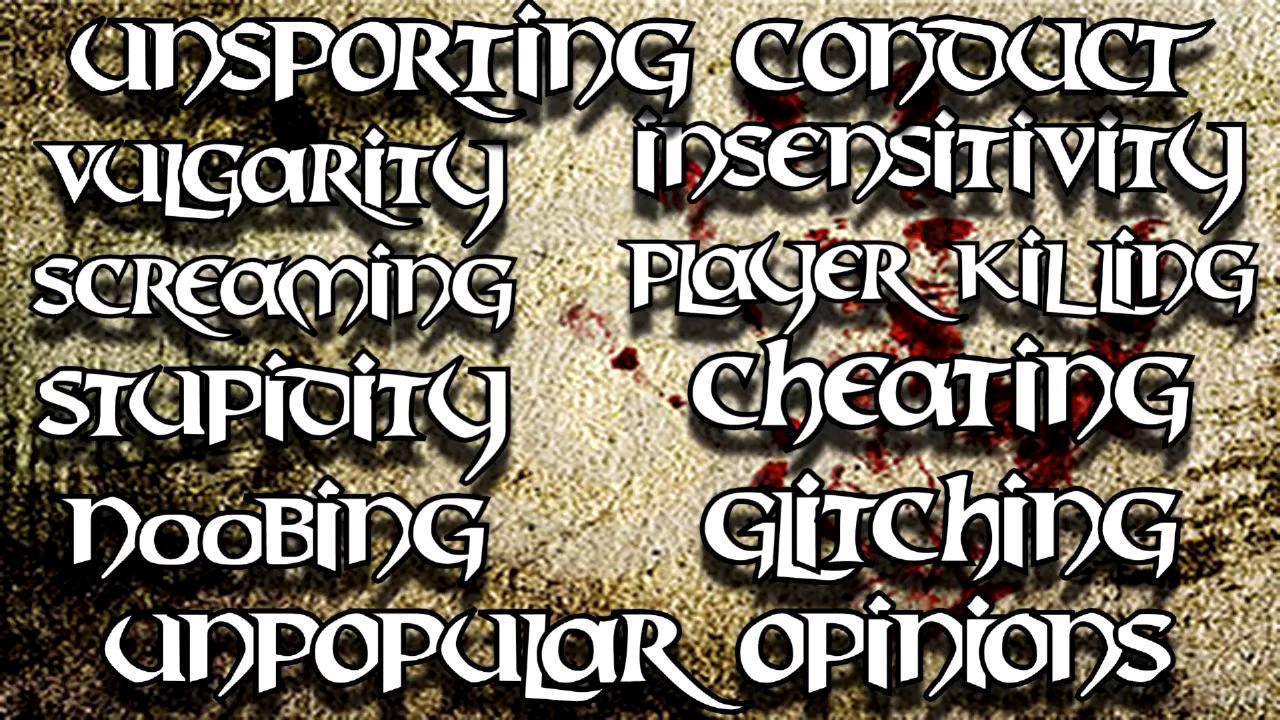 UNSPORTING CONDUCT
VULGARITY
INSENSITIVITY
SCREAMING
PLAYER KILLING
STUPIDITY
CHEATING
NOOBING
GLITCHING
UNPOPULAR OPINIONS